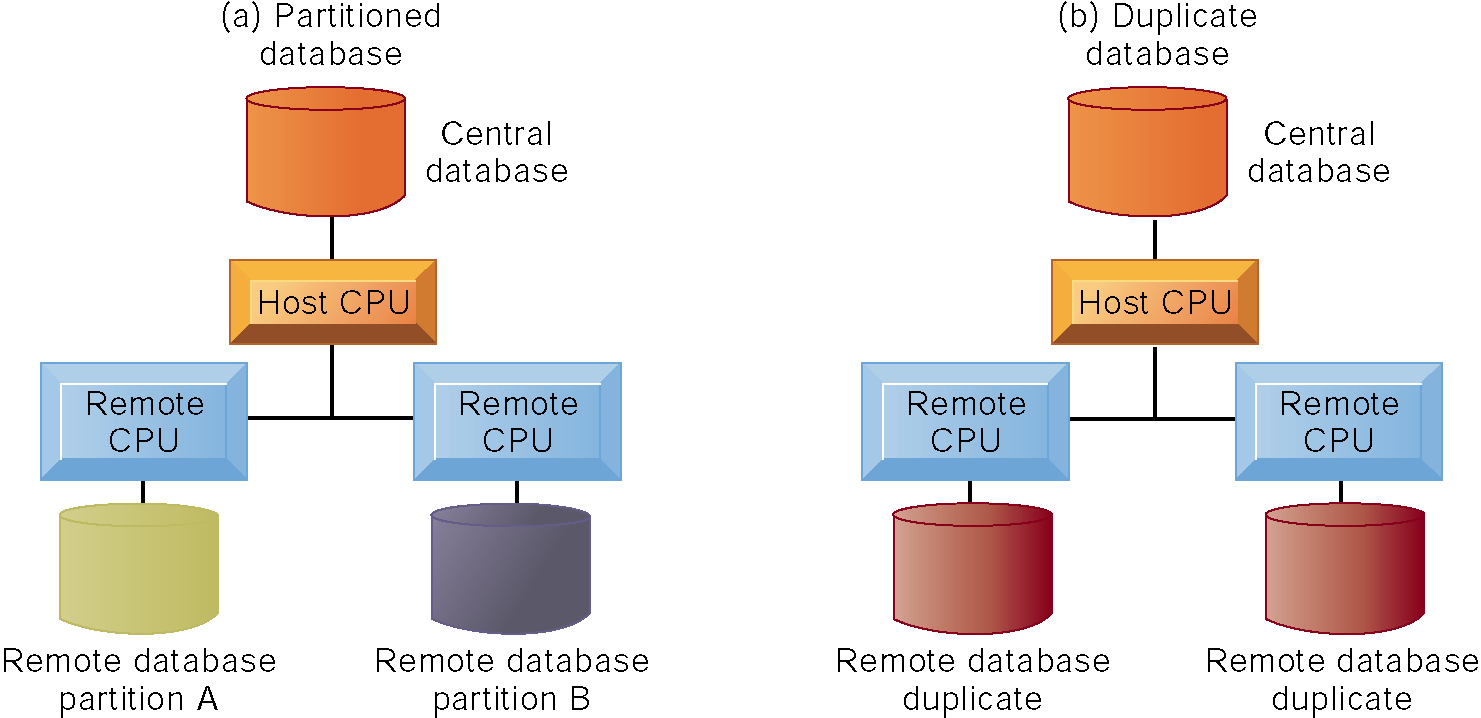 (a) Partitioned
database
Central
database
Host CPU
Remote
CPU
Remote
CPU
Remote database
partition A
Remote database
partition B
(b) Duplicate
database
Central
database
Host CPU
Remote
CPU
Remote
CPU
Remote database
duplicate
Remote database
duplicate